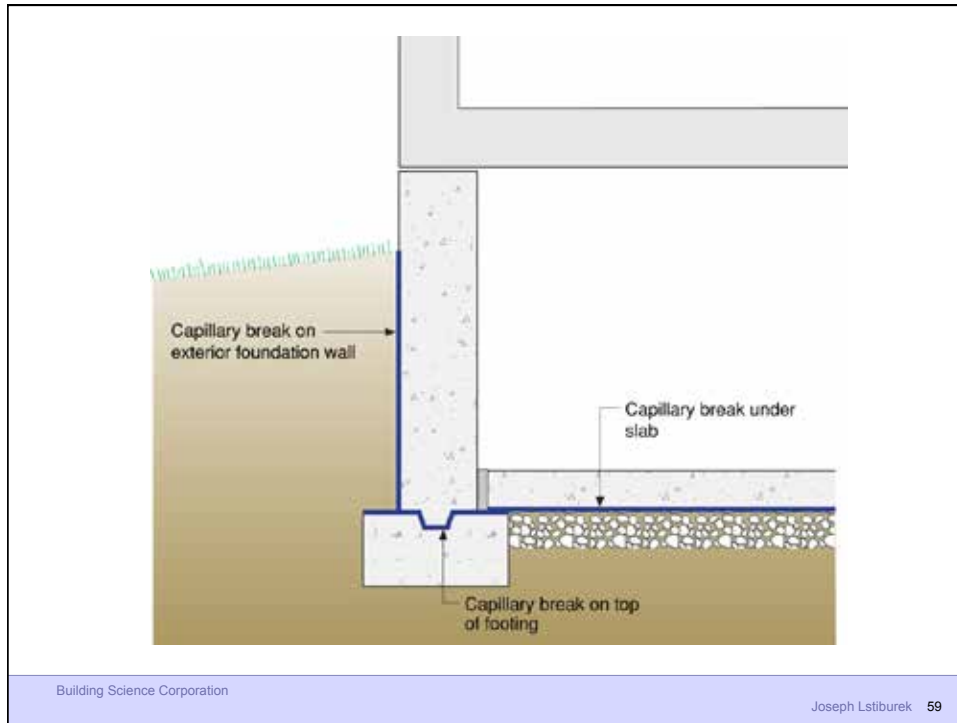 Capillary break on
exterior foundation wall
Capillary break under
slab
Capillary break on top
of footing
Building Science Corporation
Joseph Lstiburek 59